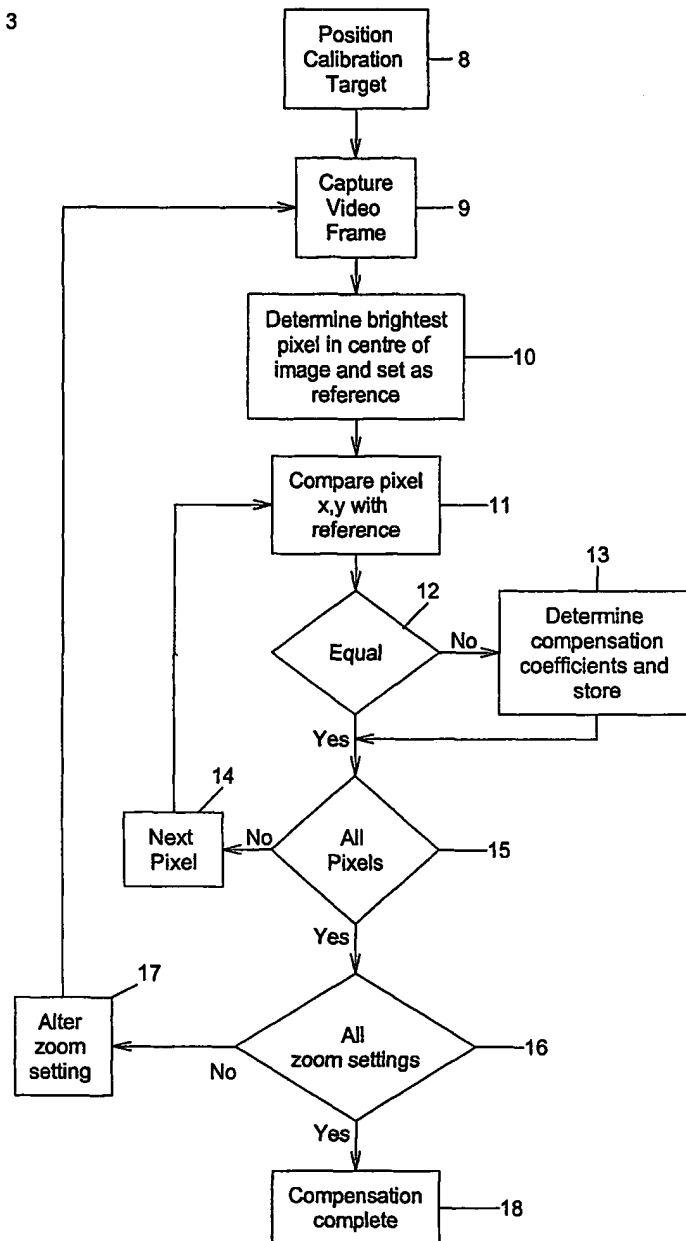 3
Position
Calibration
Target
8
Capture
Video
Frame
9
Determine brightest
pixel in centre of
image and set as
reference
10
Compare pixel
x,y with
reference
11
12
Equal
No
13
Determine
compensation
coefficients and
store
Yes
14
Next
Pixel
No
All
Pixels
15
Yes
17
Alter
zoom
setting
No
All
zoom settings
16
Yes
Compensation
complete
18